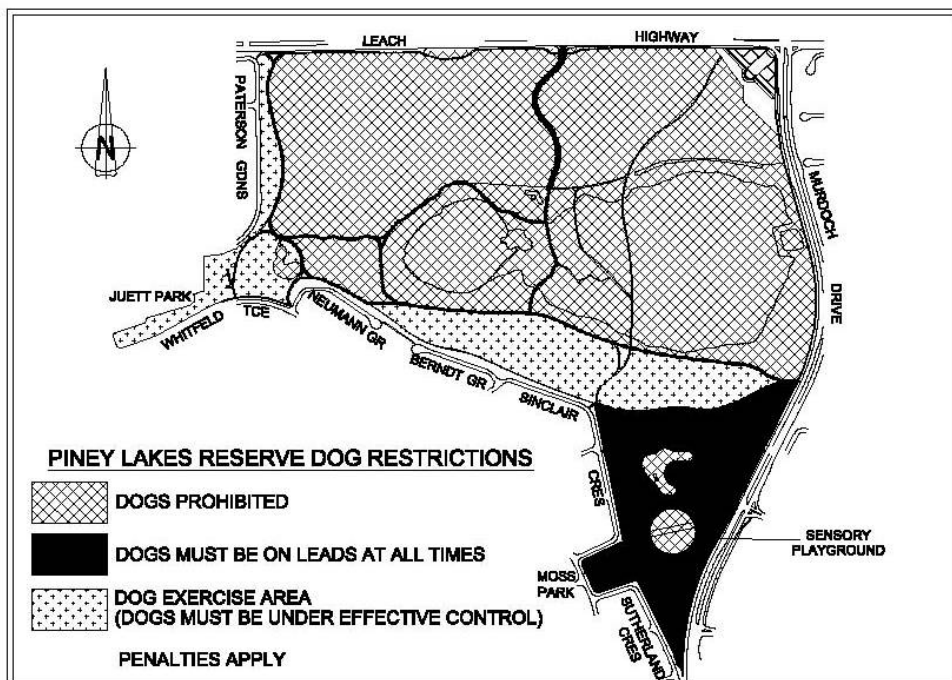 LEACH HIGHWAY
PATERSON GDNS
N
MURDOCH DRIVE
JUETT PARK
WHITFELD TCE
NEUMANN GR
BERNDT GR
SINCLAIR CRES
PINEY LAKES RESERVE DOG RESTRICTIONS
DOGS PROHIBITED
DOGS MUST BE ON LEADS AT ALL TIMES
DOG EXERCISE AREA
(DOGS MUST BE UNDER EFFECTIVE CONTROL)
PENALTIES APPLY
SENSORY
PLAYGROUND
MOSS
PARK
SUTHERLAND
CRES